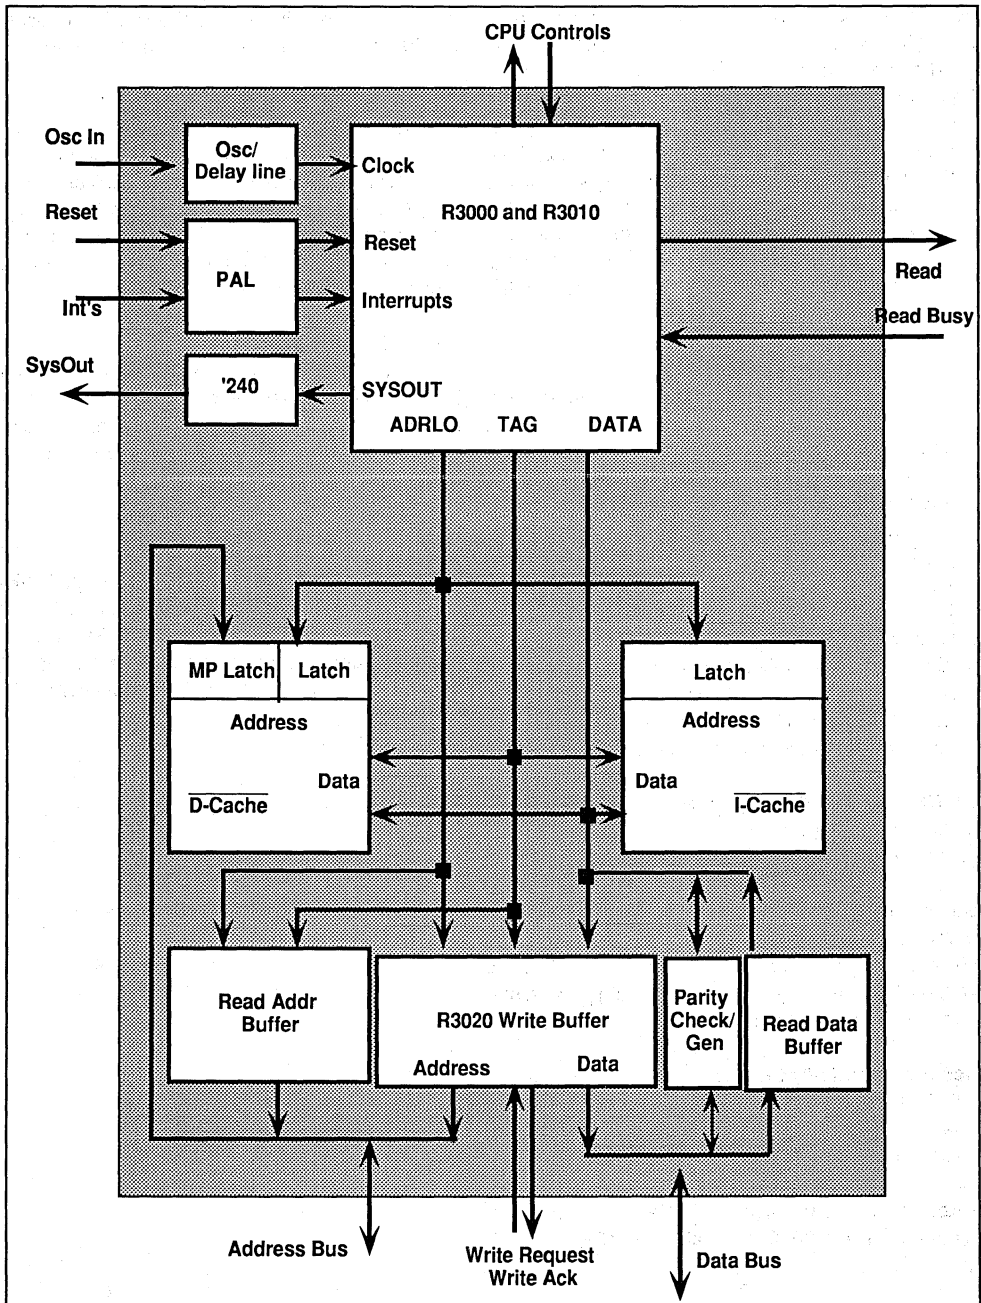 CPU Controls
Osc In
Osc/
Delay line
Clock
R3000 and R3010
Reset
Reset
PAL
Read
Int's
Interrupts
Read Busy
SysOut
'240
SYSOUT
ADRLO TAG DATA
MP Latch
Latch
Latch
Address
Address
Data
Data
D-Cache
I-Cache
Read Addr
Buffer
R3020 Write Buffer
Address
Data
Parity
Check/
Gen
Read Data
Buffer
Address Bus
Write Request
Write Ack
Data Bus